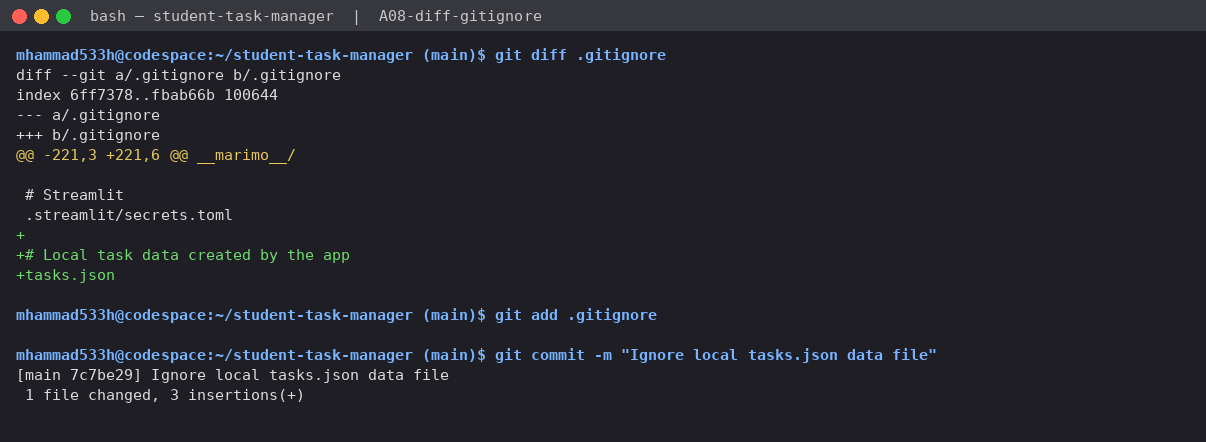 bash — student-task-manager | A08-diff-gitignore
mhammad533h@codespace:~/student-task-manager (main)$ git diff .gitignore
diff --git a/.gitignore b/.gitignore
index 6ff7378..fbab66b 100644
--- a/.gitignore
+++ b/.gitignore
@@ -221,3 +221,6 @@ __marimo__/
 # Streamlit
 .streamlit/secrets.toml
+
+# Local task data created by the app
+tasks.json
mhammad533h@codespace:~/student-task-manager (main)$ git add .gitignore
mhammad533h@codespace:~/student-task-manager (main)$ git commit -m "Ignore local tasks.json data file"
[main 7c7be29] Ignore local tasks.json data file
 1 file changed, 3 insertions(+)